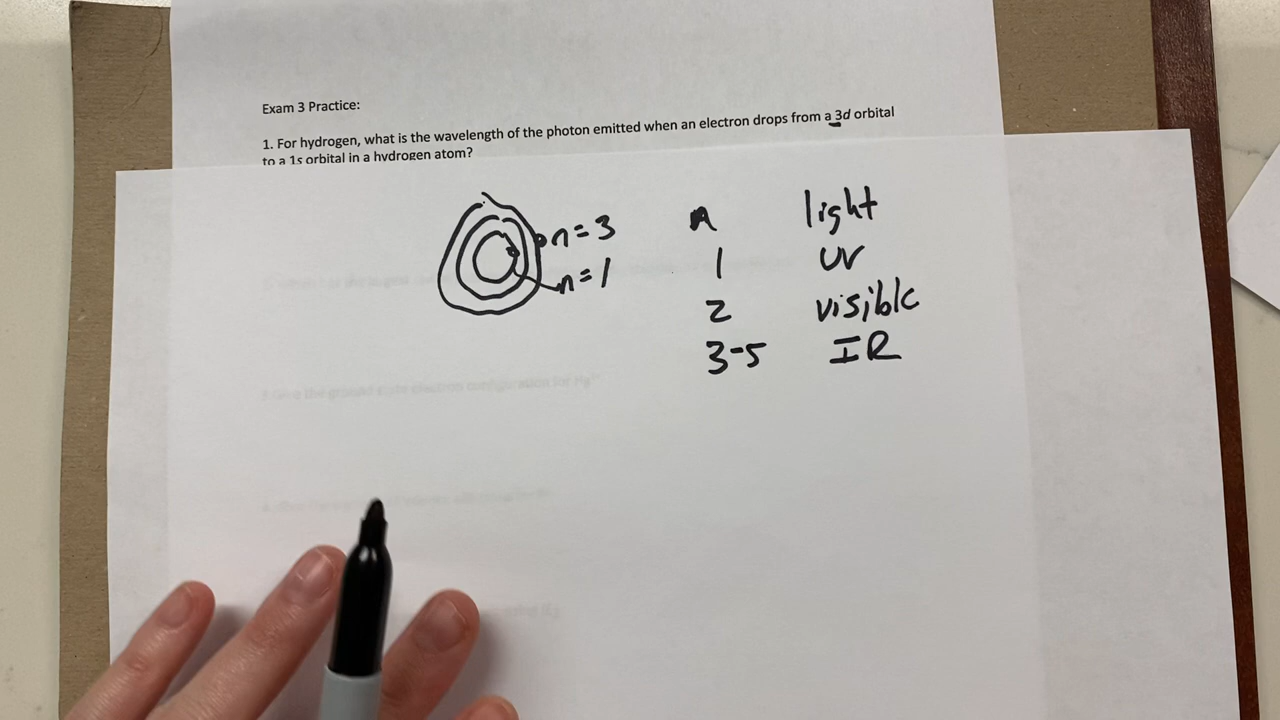 Exam 3 Practice:
1. For hydrogen, what is the wavelength of the photon emitted when an electron drops from a 3d orbital
to a 1s orbital in a hydrogen atom?
n light
n=3
1 UV
n=1
2 visible
3-5 IR